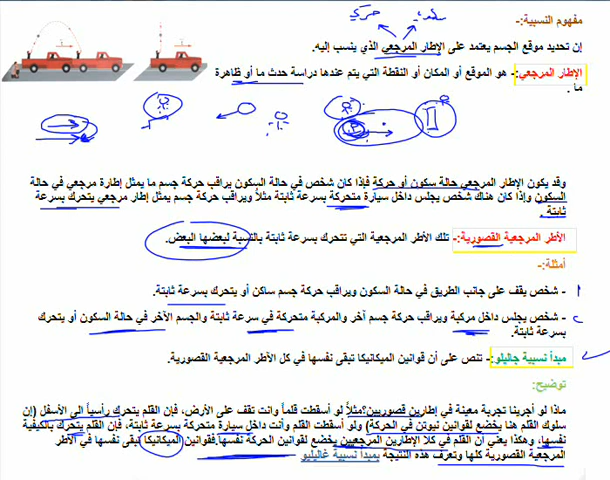 مفهوم النسبية:-
إن تحديد موقع الجسم يعتمد على الإطار المرجعي الذي ينسب إليه.
الإطار المرجعي:- هو الموقع أو المكان أو النقطة التي يتم عندها دراسة حدث ما أو ظاهرة
ما .
وقد يكون الإطار المرجعي حالة سكون أو حركة فإذا كان شخص في حالة السكون يراقب حركة جسم ما يمثل إطارة مرجعي في حالة
السكون وإذا كان هناك شخص يجلس داخل سيارة متحركة بسرعة ثابتة مثلاً ويراقب حركة جسم يمثل إطار مرجعي يتحرك بسرعة
ثابتة .
الأطر المرجعية القصورية:- تلك الأطر المرجعية التي تتحرك بسرعة ثابتة بالنسبة لبعضها البعض.
أمثلة:-
- شخص يقف على جانب الطريق في حالة السكون ويراقب حركة جسم ساكن أو يتحرك بسرعة ثابتة.
- شخص يجلس داخل مركبة ويراقب حركة جسم أخر والمركبة متحركة في سرعة ثابتة والجسم الآخر في حالة السكون أو يتحرك
بسرعة ثابتة.
مبدأ نسبية جاليلو:- تنص على أن قوانين الميكانيكا تبقى نفسها في كل الأطر المرجعية القصورية.
توضيح:
ماذا لو أجرينا تجربة معينة في إطارين قصوريين؟مثلاً لو أسقطت قلماً وانت تقف على الأرض، فإن القلم يتحرك رأسياً الى الأسفل (إن
سلوك القلم هنا يخضع لقوانين نيوتن في الحركة) ولو أسقطت القلم وأنت داخل سيارة متحركة بسرعة ثابتة، فإن القلم يتحرك بالكيفية
نفسها، وهكذا يعني أن القلم في كلا الإطارين المرجعيين يخضع لقوانين الحركة نفسها.فقوانين الميكانيكا تبقى نفسها في الأطر
المرجعية القصورية كلها وتعرف هذه النتيجة بمبدأ نسبية غاليليو